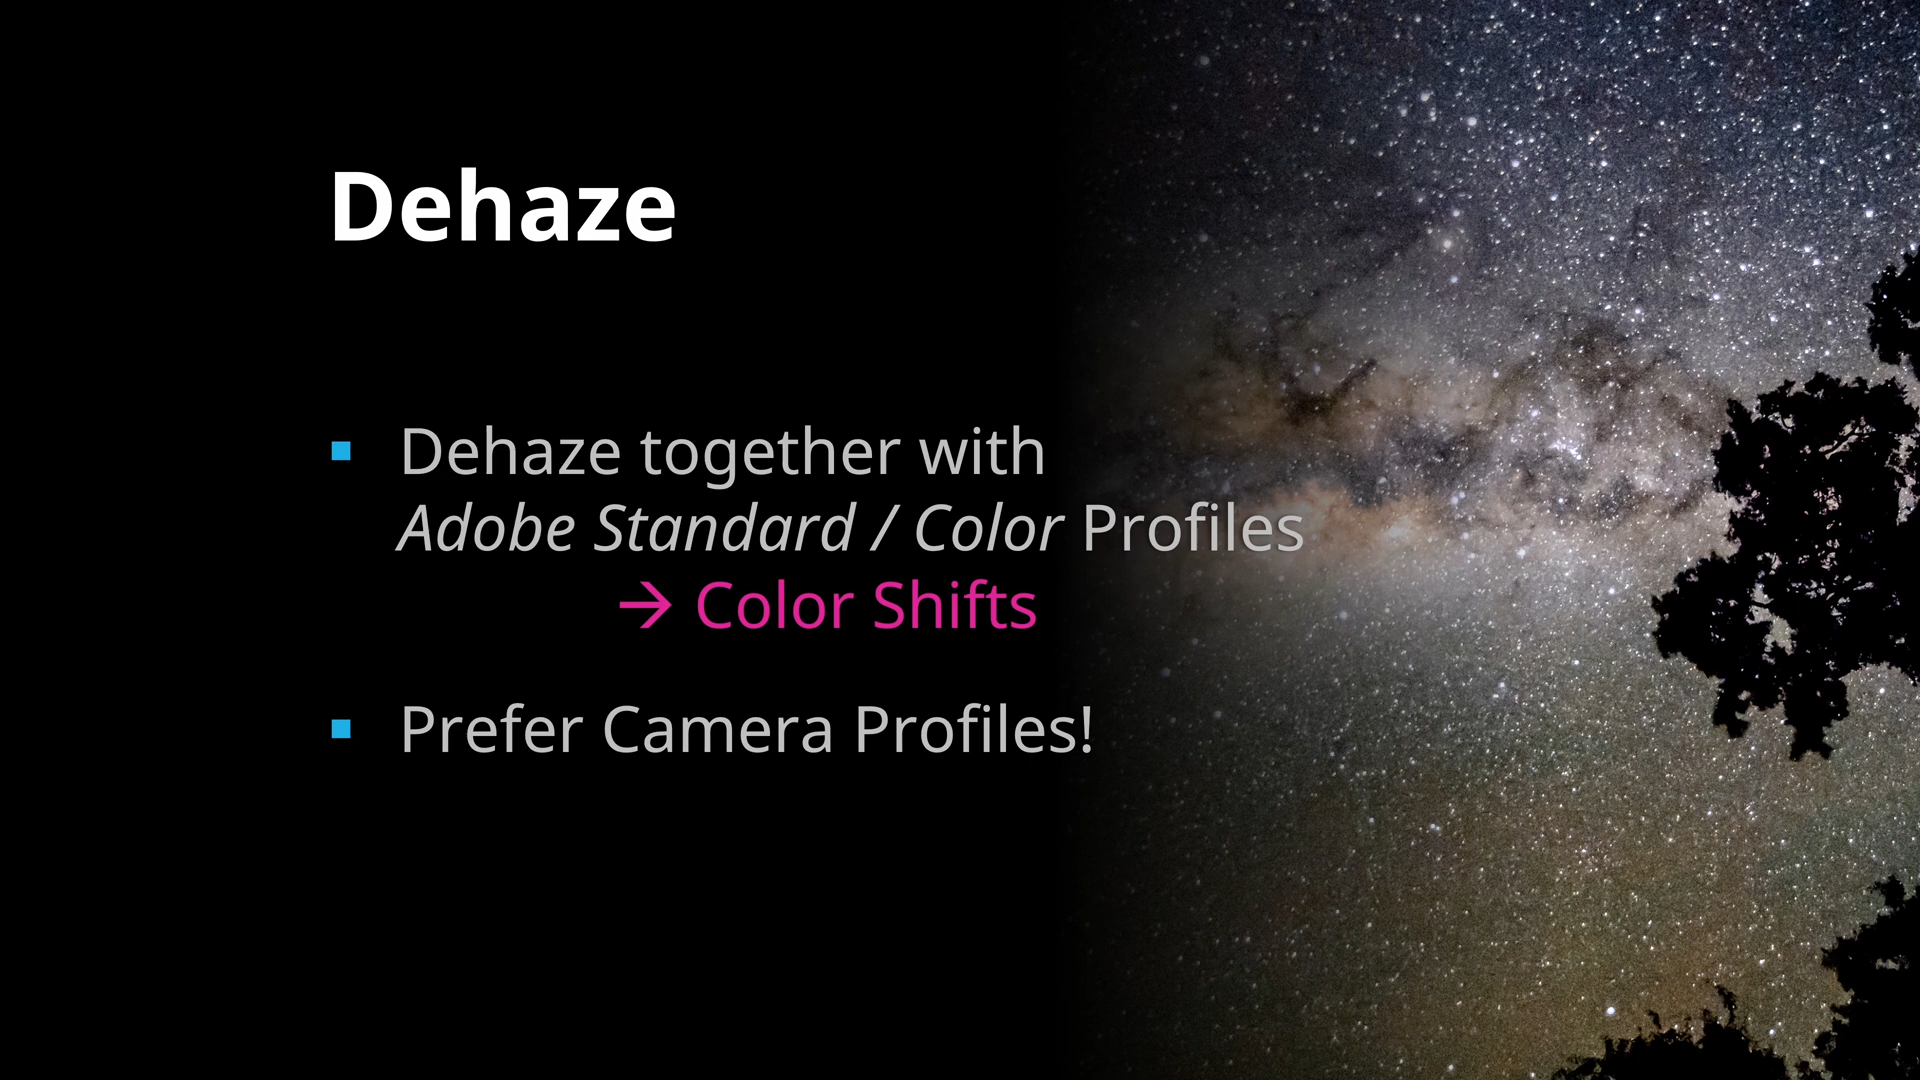 Dehaze
▪ Dehaze together with
Adobe Standard / Color Profiles
→ Color Shifts
▪ Prefer Camera Profiles!